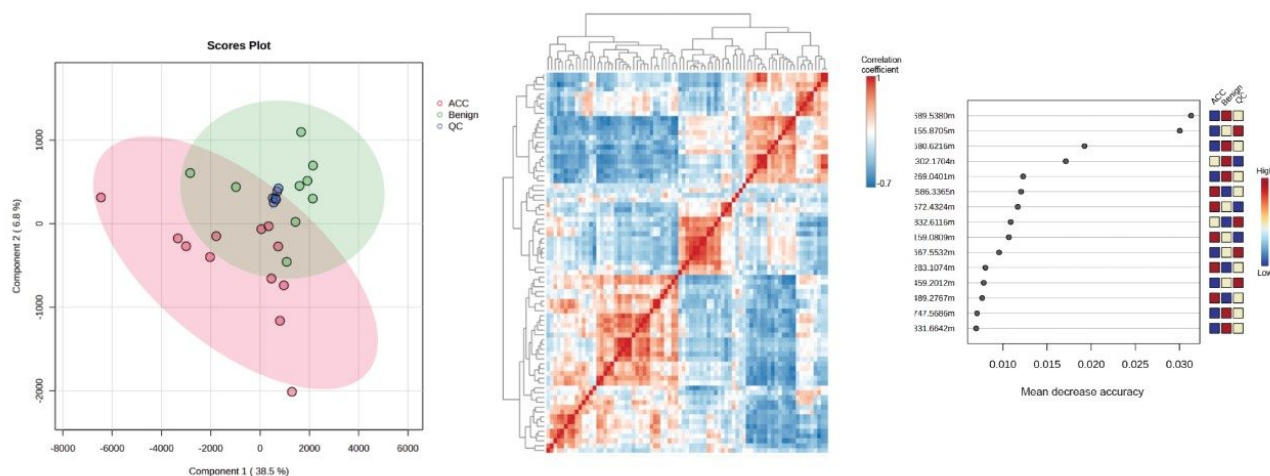 Scores Plot
ACC
Benign
QC
Component 2 ( 6.8 %)
1000
0
-1000
-2000
-8000 -6000 -4000 -2000 0 2000 4000 6000
Component 1 ( 38.5 %)
Correlation
coefficient
1
-0.7
ACC
Benign
QC
589.5380m
155.8705m
580.6216m
302.1704n
269.0401m
586.3365n
572.4324m
332.6116m
159.0809m
567.5532m
283.1074m
459.2012m
489.2767m
747.5686m
331.6642m
0.010 0.015 0.020 0.025 0.030
Mean decrease accuracy
High
Low